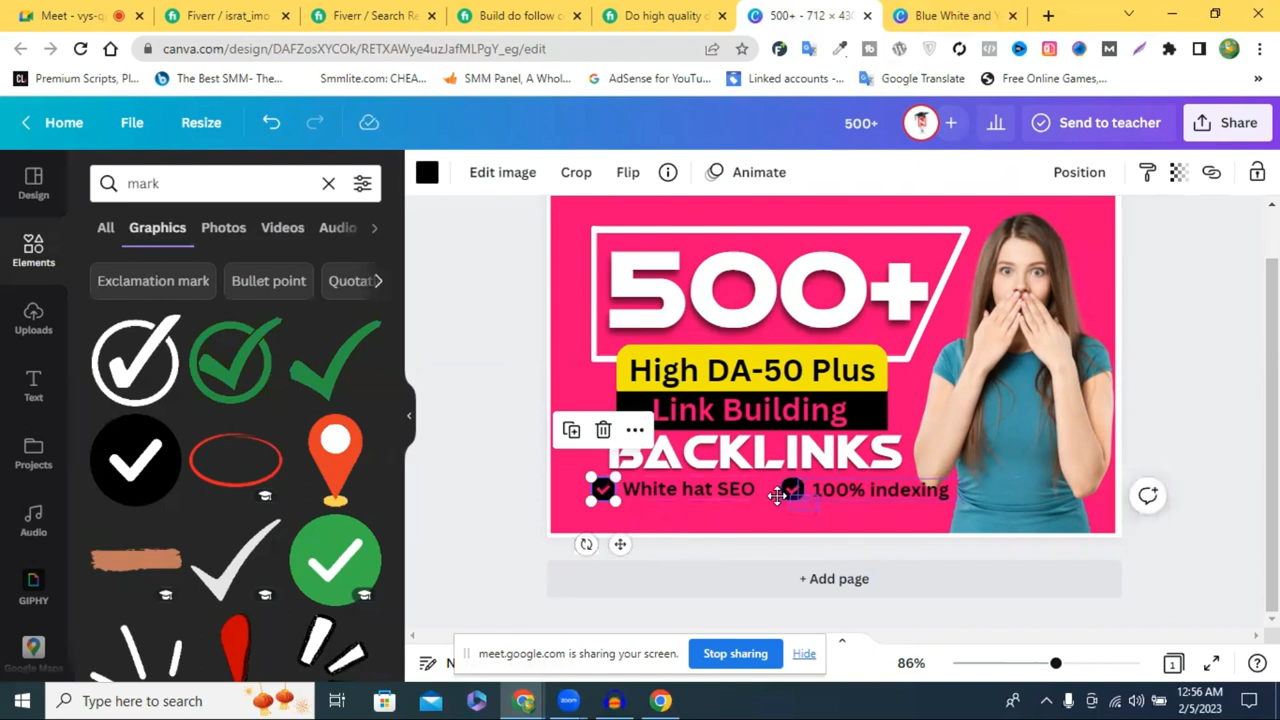 Meet - vys-q
Fiverr / israt_imo
Fiverr / Search Re
Build do follow c
Do high quality c
500+ - 712 × 430
Blue White and Y
canva.com/design/DAFZosXYCOk/RETXAWye4uzJafMLPgY_eg/edit
Premium Scripts, Pl...
The Best SMM- The...
Smmlite.com: CHEA...
SMM Panel, A Whol...
AdSense for YouTu...
Linked accounts -...
Google Translate
Free Online Games,...
Home
File
Resize
500+
Send to teacher
Share
Design
Elements
Uploads
Text
Projects
Audio
GIPHY
Google Maps
mark
All
Graphics
Photos
Videos
Audio
Exclamation mark
Bullet point
Quotat
Edit image
Crop
Flip
Animate
Position
500+
High DA-50 Plus
Link Building
BACKLINKS
White hat SEO
100% indexing
+ Add page
meet.google.com is sharing your screen.
Stop sharing
Hide
86%
1
Type here to search
12:56 AM
2/5/2023